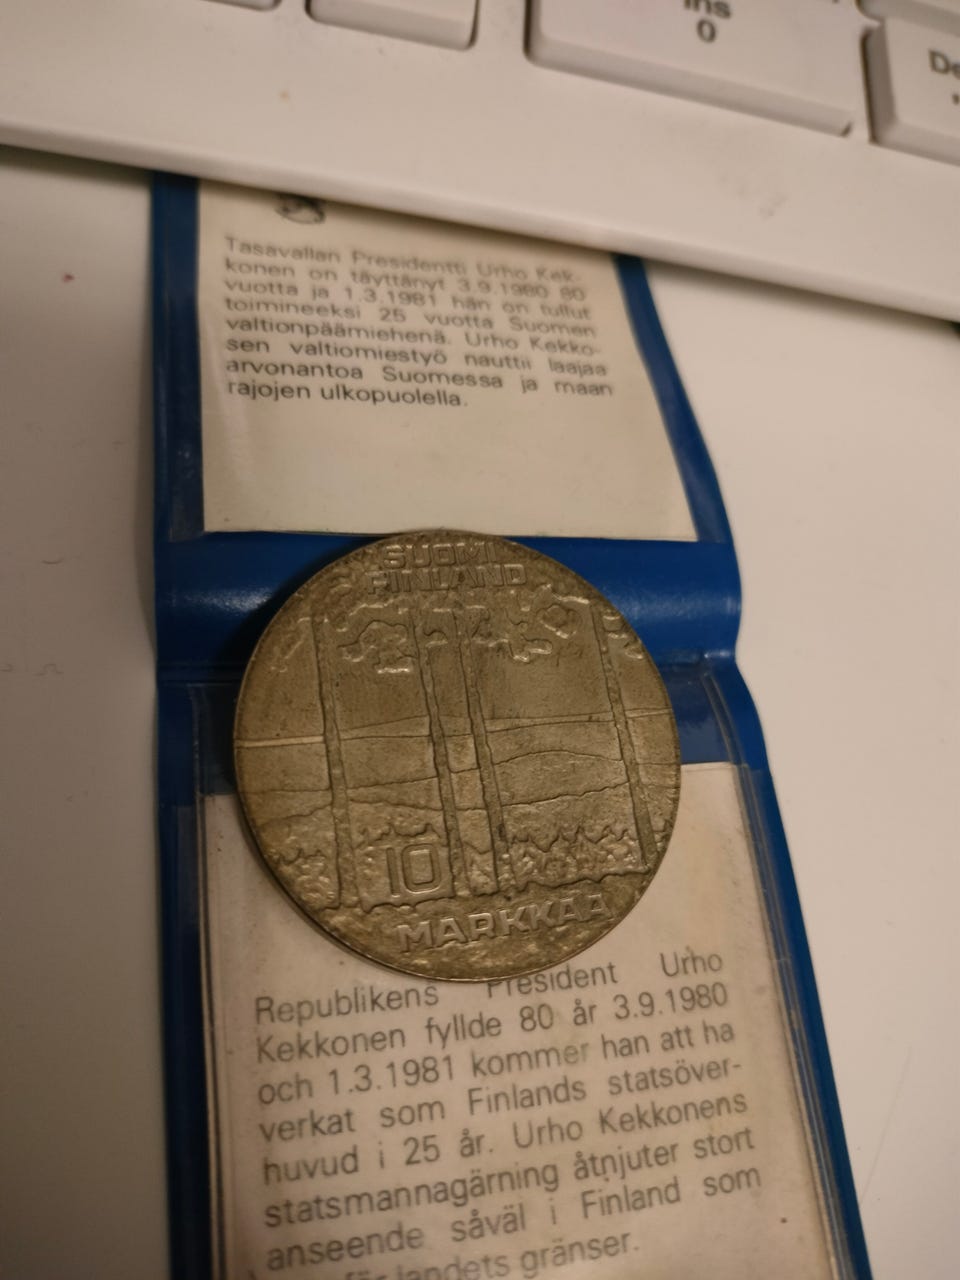 Ins
0
De
Tasavallan Presidentti Urho Kek-
konen on täyttänyt 3.9.1980 80
vuotta ja 1.3.1981 hän on tullut
toimineeksi 25 vuotta Suomen
valtionpäämiehenä. Urho Kekko-
sen valtiomiestyö nauttii laajaa
arvonantoa Suomessa ja maan
rajojen ulkopuolella.
SUOMI
FINLAND
10
MARKKAA
Republikens President Urho
Kekkonen fyllde 80 år 3.9.1980
och 1.3.1981 kommer han att ha
verkat som Finlands statsöver-
huvud i 25 år. Urho Kekkonens
statsmannagärning åtnjuter stort
anseende såväl i Finland som
landets gränser.